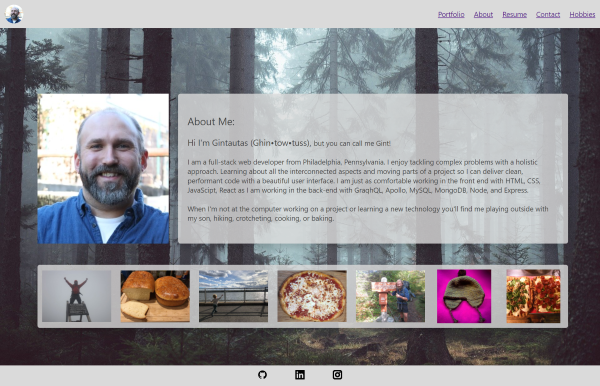 Portfolio About Resume Contact Hobbies
About Me:
Hi I'm Gintautas (Ghin•tow•tuss), but you can call me Gint!
I am a full-stack web developer from Philadelphia, Pennsylvania. I enjoy tackling complex problems with a holistic
approach. Learning about all the interconnected aspects and moving parts of a project so I can deliver clean,
performant code with a beautiful user interface. I am just as comfortable working in the front end with HTML, CSS,
JavaScipt, React as I am working in the back-end with GraqhQL, Apollo, MySQL, MongoDB, Node, and Express.
When I'm not at the computer working on a project or learning a new technology you'll find me playing outside with
my son, hiking, crotcheting, cooking, or baking.